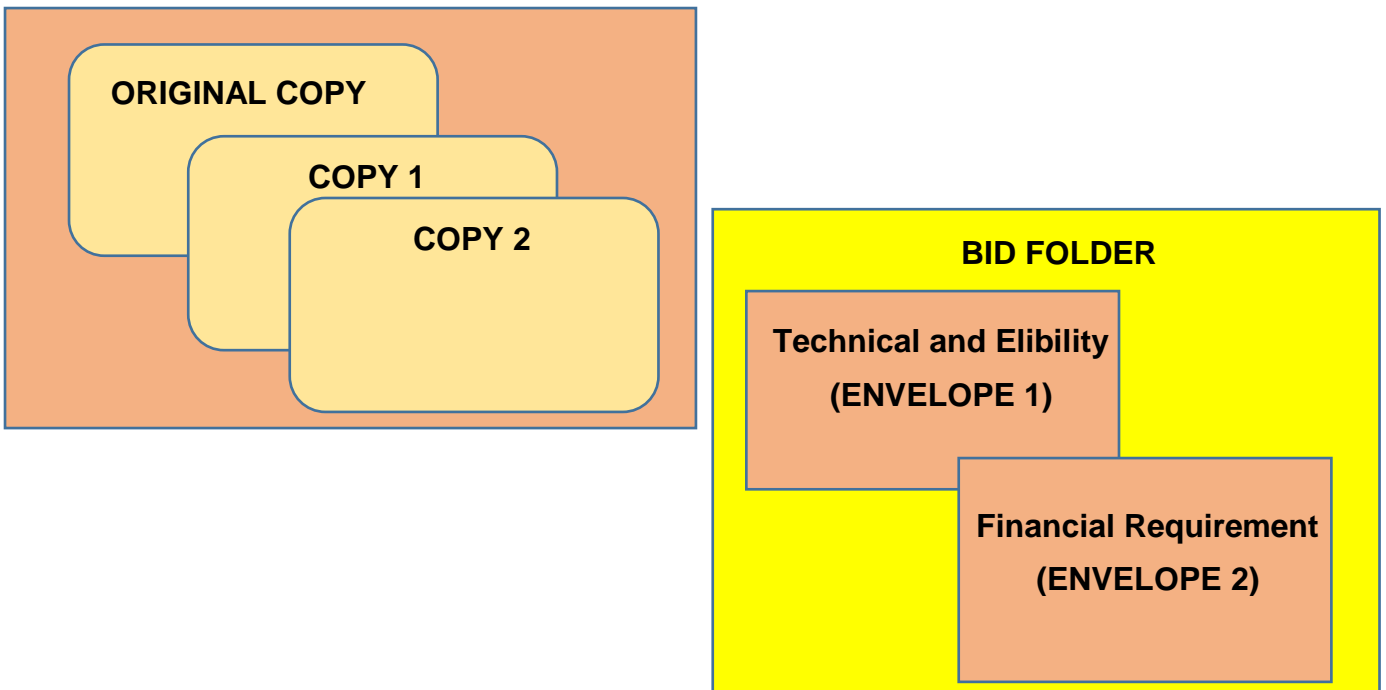 ORIGINAL COPY
COPY 1
COPY 2
BID FOLDER
Technical and Elibility
(ENVELOPE 1)
Financial Requirement
(ENVELOPE 2)